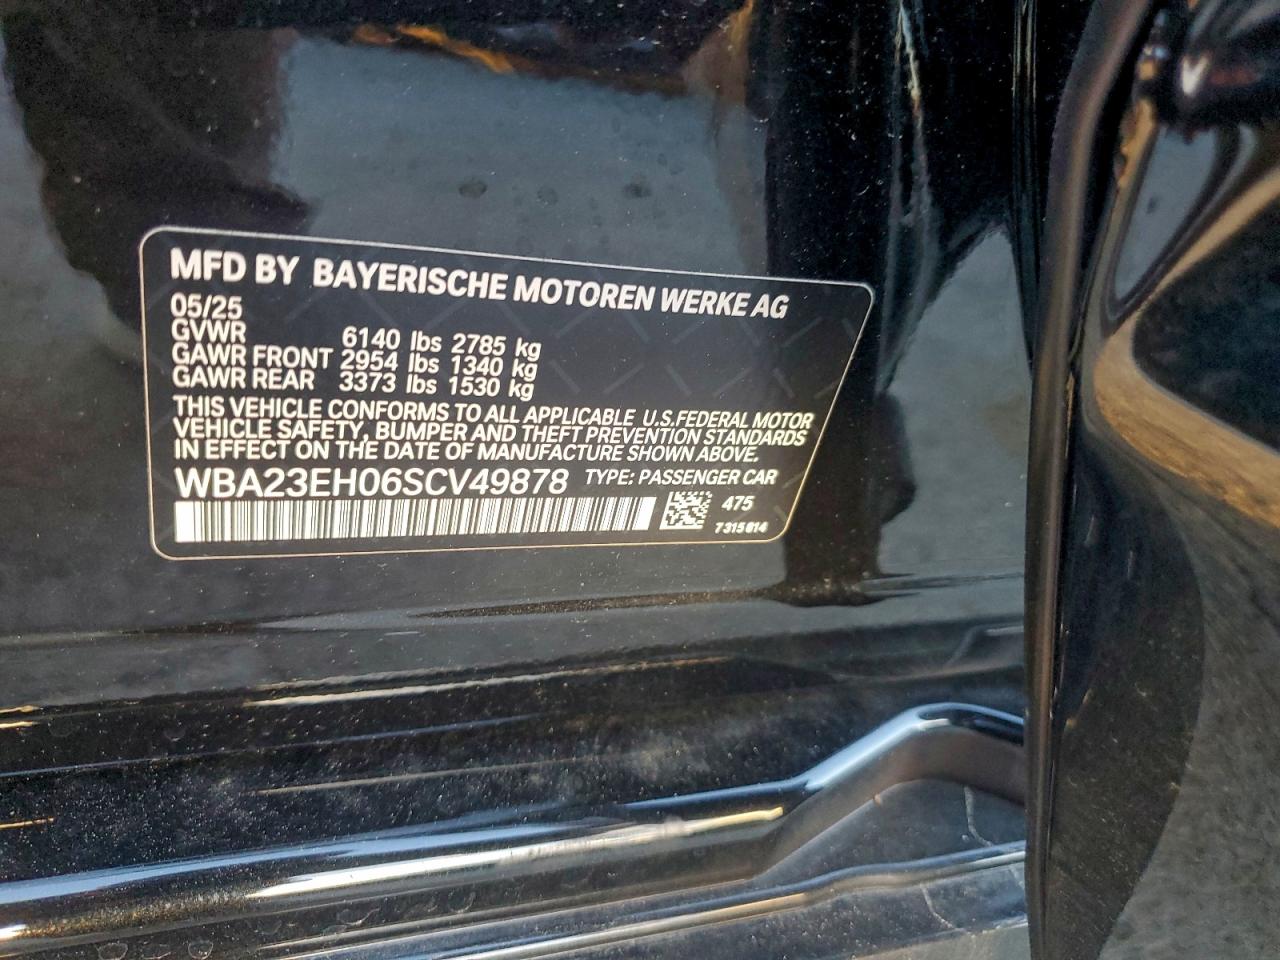 MFD BY BAYERISCHE MOTOREN WERKE AG
05/25
GVWR 6140 lbs 2785 kg
GAWR FRONT 2954 lbs 1340 kg
GAWR REAR 3373 lbs 1530 kg
THIS VEHICLE CONFORMS TO ALL APPLICABLE U.S.FEDERAL MOTOR
VEHICLE SAFETY, BUMPER AND THEFT PREVENTION STANDARDS
IN EFFECT ON THE DATE OF MANUFACTURE SHOWN ABOVE.
WBA23EH06SCV49878 TYPE: PASSENGER CAR
475
7315814